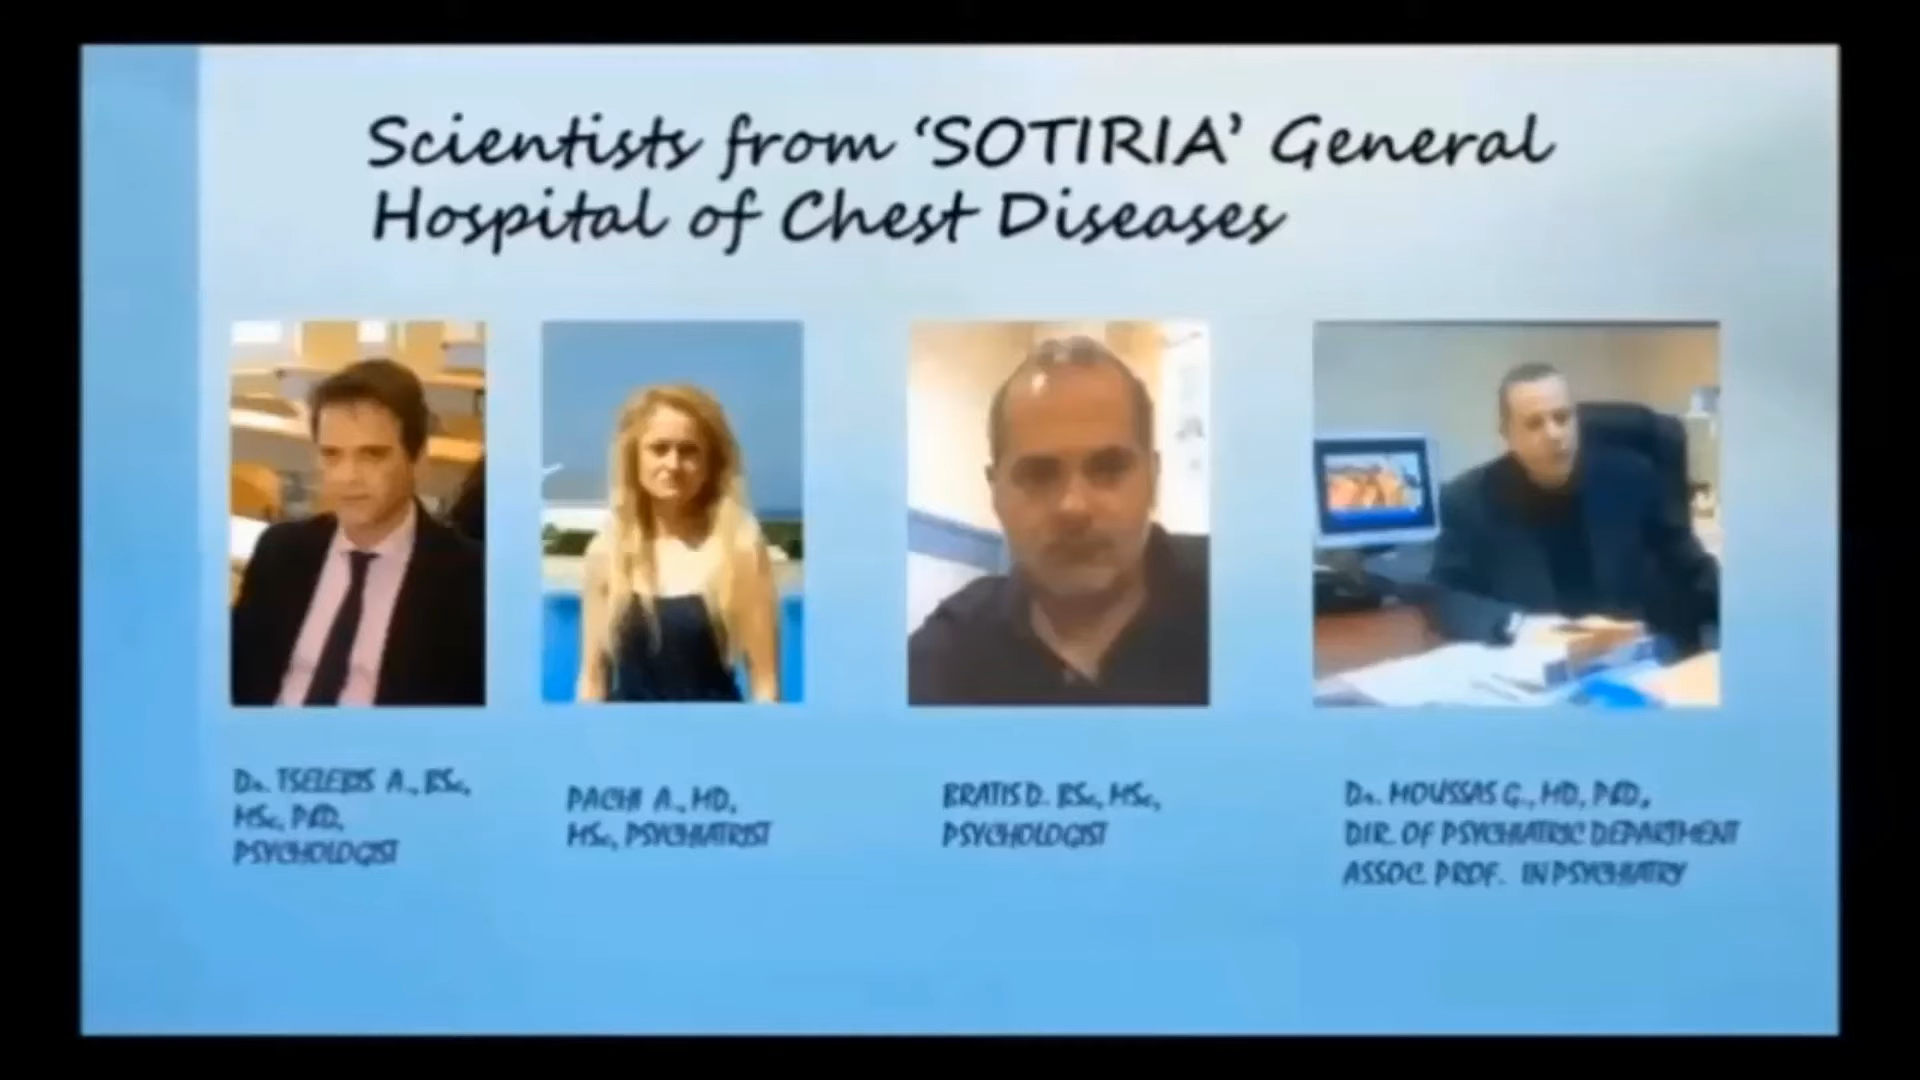 Scientists from ‘SOTIRIA’ General
Hospital of Chest Diseases
Dr. TSELEBIS A., BSc,
MSc, PhD,
PSYCHOLOGIST
PACHI A., MD,
MSc, PSYCHIATRIST
BRATIS D. BSc, MSc,
PSYCHOLOGIST
Dr. MOUSSAS G., MD, PhD,
DIR. OF PSYCHIATRIC DEPARTMENT
ASSOC. PROF. IN PSYCHIATRY